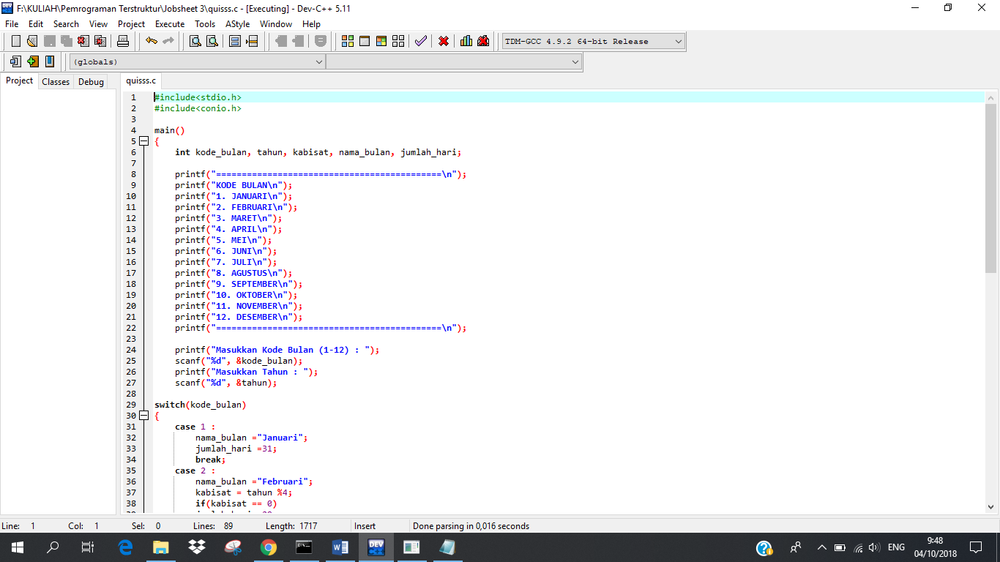 F:\KULIAH\Pemrograman Terstruktur\Jobsheet 3\quisss.c - [Executing] - Dev-C++ 5.11
File Edit Search View Project Execute Tools AStyle Window Help
TDM-GCC 4.9.2 64-bit Release
(globals)
Project Classes Debug
quisss.c
1 #include<stdio.h>
2 #include<conio.h>
3
4 main()
5 {
6 int kode_bulan, tahun, kabisat, nama_bulan, jumlah_hari;
7
8 printf("============================================\n");
9 printf("KODE BULAN\n");
10 printf("1. JANUARI\n");
11 printf("2. FEBRUARI\n");
12 printf("3. MARET\n");
13 printf("4. APRIL\n");
14 printf("5. MEI\n");
15 printf("6. JUNI\n");
16 printf("7. JULI\n");
17 printf("8. AGUSTUS\n");
18 printf("9. SEPTEMBER\n");
19 printf("10. OKTOBER\n");
20 printf("11. NOVEMBER\n");
21 printf("12. DESEMBER\n");
22 printf("============================================\n");
23
24 printf("Masukkan Kode Bulan (1-12) : ");
25 scanf("%d", &kode_bulan);
26 printf("Masukkan Tahun : ");
27 scanf("%d", &tahun);
28
29 switch(kode_bulan)
30 {
31 case 1 :
32 nama_bulan ="Januari";
33 jumlah_hari =31;
34 break;
35 case 2 :
36 nama_bulan ="Februari";
37 kabisat = tahun %4;
38 if(kabisat == 0)
Line: 1 Col: 1 Sel: 0 Lines: 89 Length: 1717 Insert Done parsing in 0,016 seconds
DEV
ENG
9:48
04/10/2018